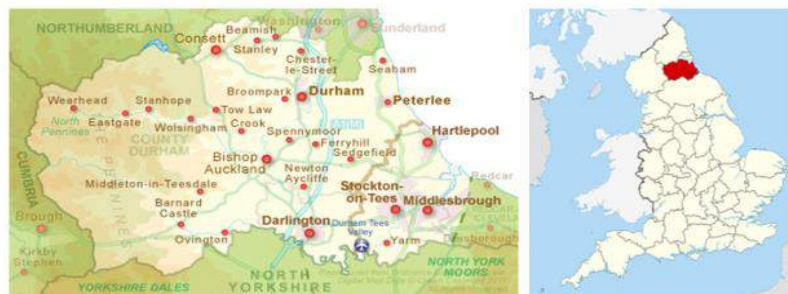 NORTHUMBERLAND
Washington
Sunderland
Consett
Beamish
Stanley
Chester-
le-Street
Seaham
Broompark
Durham
A1(M)
Peterlee
Wearhead
Stanhope
Tow Law
Eastgate
Wolsingham
Crook
North
Pennines
THE PENNINES
COUNTY
DURHAM
Spennymoor
Ferryhill
Hartlepool
Bishop
Auckland
Sedgefield
Newton
Aycliffe
Middleton-in-Teesdale
Stockton-
on-Tees
Middlesbrough
Redcar
CUMBRIA
Barnard
Castle
Darlington
Durham Tees
Valley
Brough
Ovington
Yarm
Kirkby
Stephen
NORTH
YORKSHIRE
NORTH YORK
MOORS
YORKSHIRE DALES